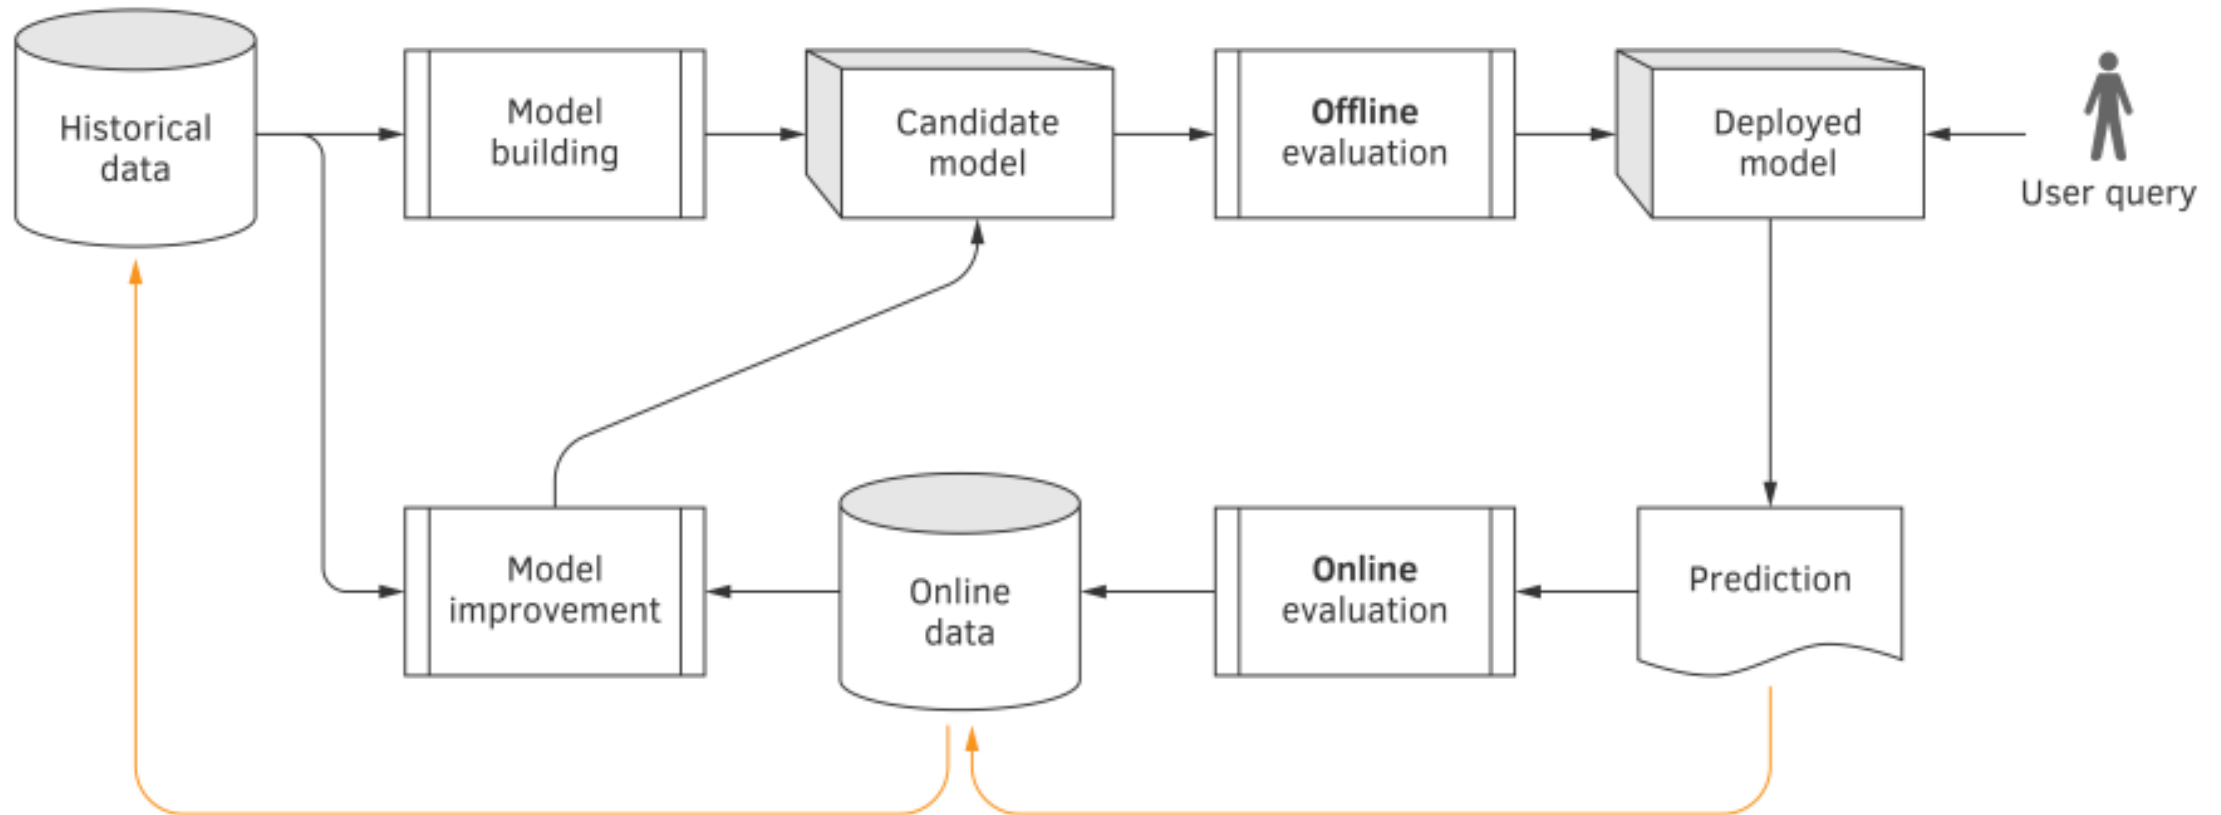 Historical
data
Model
building
Candidate
model
Offline
evaluation
Deployed
model
User query
Model
improvement
Online
data
Online
evaluation
Prediction